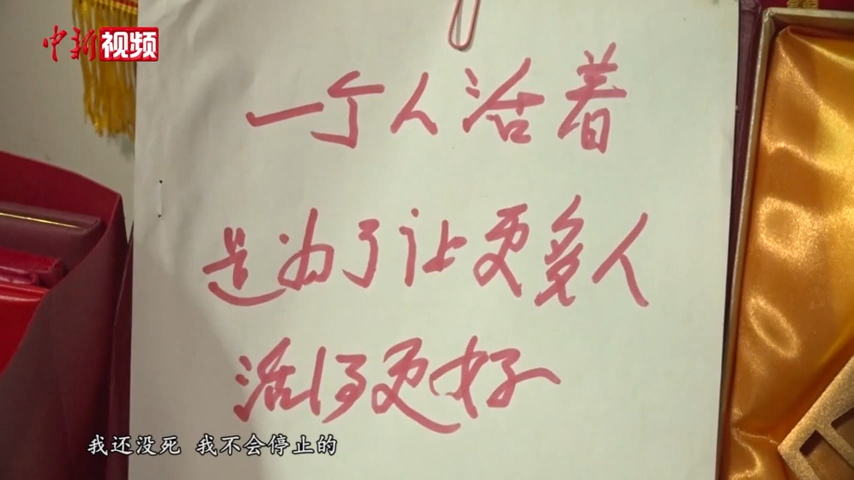 中新视频
一个人活着
是为了让更多人
活得更好
我还没死 我不会停止的